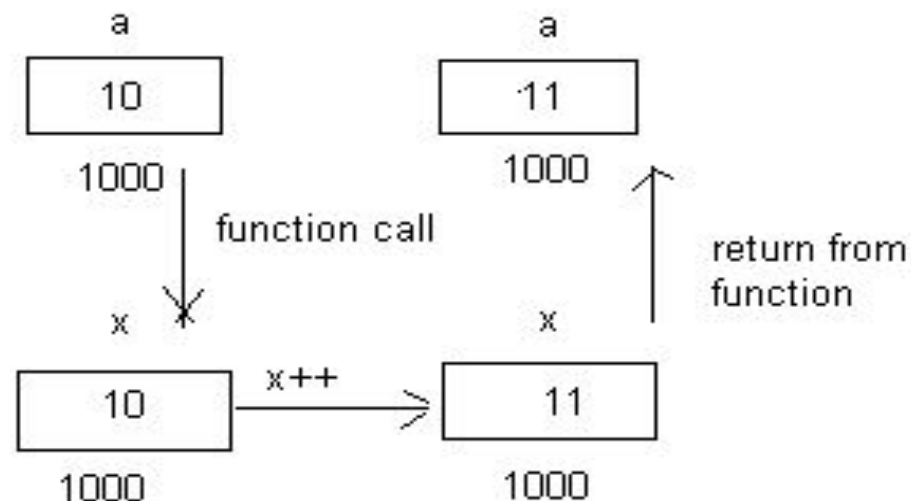 a
10
1000
function call
x
10
1000
x++
a
11
1000
return from
function
x
11
1000